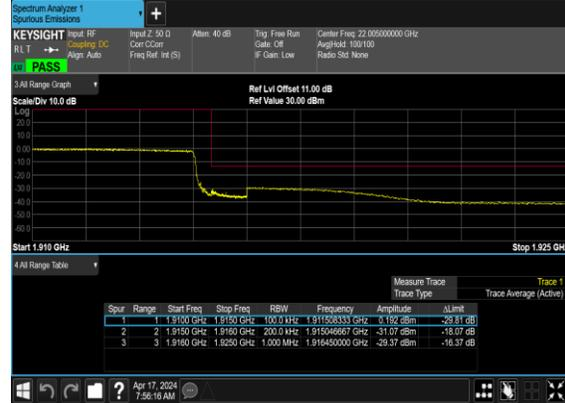 Spectrum Analyzer 1
Spurious Emissions
KEYSIGHT Input: RF Input Z: 50 Ω Atten: 40 dB Trig: Free Run Center Freq: 22.005000000 GHz
RLT Coupling: DC Corr CCorr Gate: Off Avg|Hold: 100/100
Align: Auto Freq Ref: Int (S) IF Gain: Low Radio Std: None
PASS
3 All Range Graph
Ref Lvl Offset 11.00 dB
Scale/Div 10.0 dB Ref Value 30.00 dBm
Log
20.0
10.0
0.00
-10.0
-20.0
-30.0
-40.0
-50.0
-60.0
Start 1.910 GHz Stop 1.925 GH
4 All Range Table
Measure Trace Trace 1
Trace Type Trace Average (Active)
Spur Range Start Freq Stop Freq RBW Frequency Amplitude ΔLimit
1 1 1.9100 GHz 1.9150 GHz 100.0 kHz 1.911508333 GHz 0.192 dBm -29.81 dB
2 2 1.9150 GHz 1.9160 GHz 200.0 kHz 1.915046667 GHz -31.07 dBm -18.07 dB
3 3 1.9160 GHz 1.9250 GHz 1.000 MHz 1.916450000 GHz -29.37 dBm -16.37 dB
?
Apr 17, 2024
7:56:16 AM